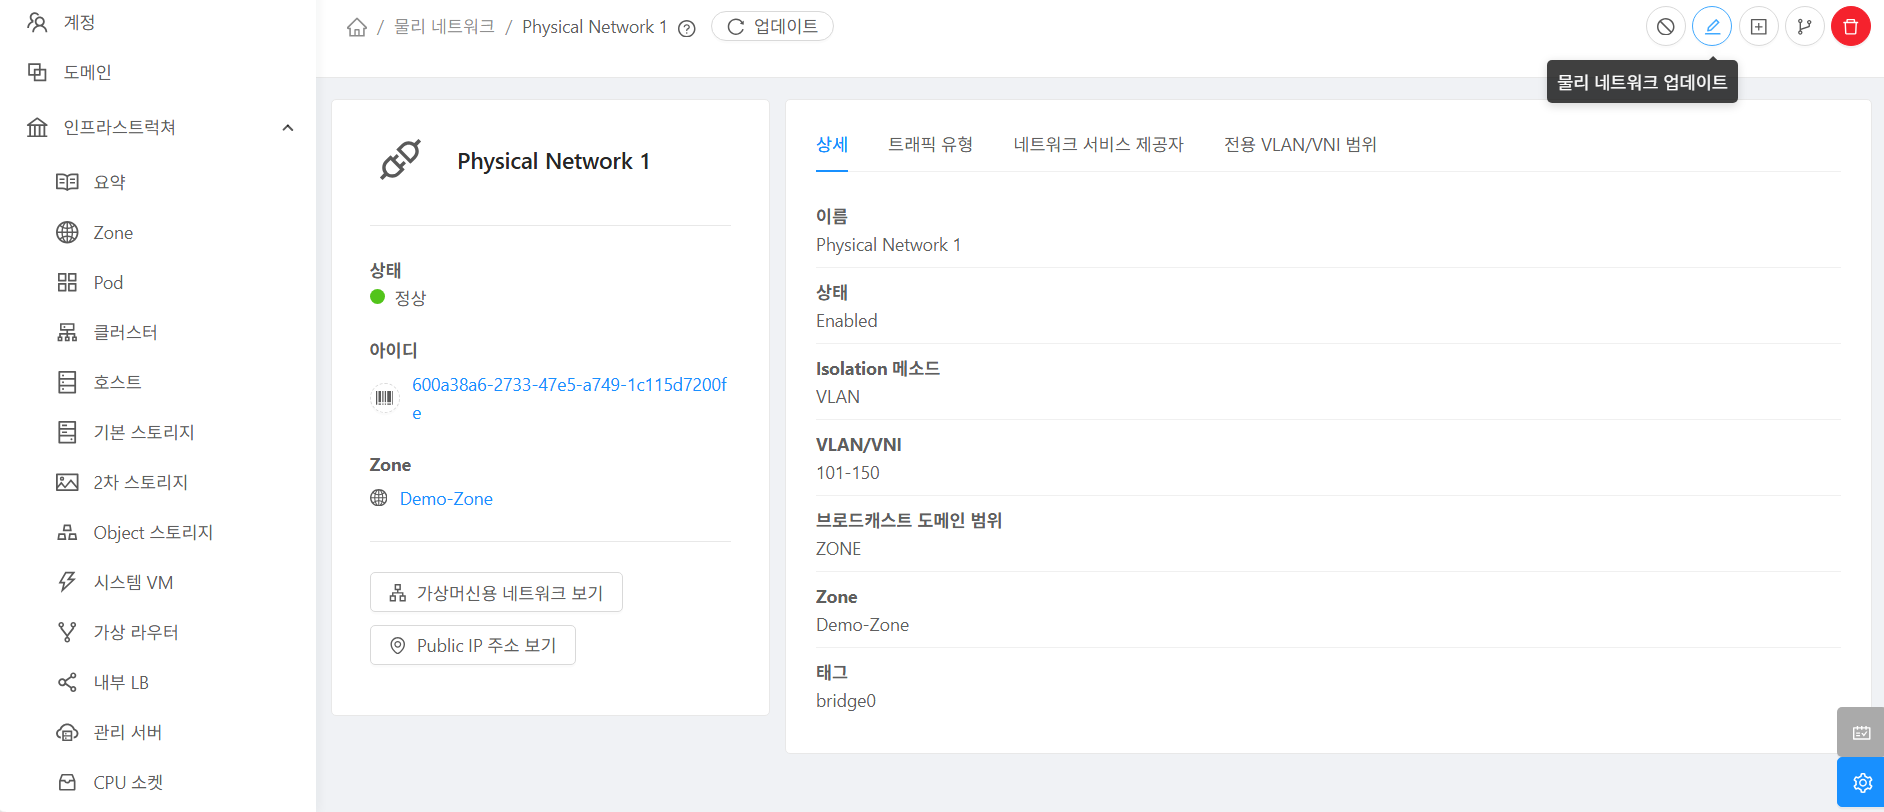 계정
도메인
인프라스트럭쳐
요약
Zone
Pod
클러스터
호스트
기본 스토리지
2차 스토리지
Object 스토리지
시스템 VM
가상 라우터
내부 LB
관리 서버
CPU 소켓
/ 물리 네트워크 / Physical Network 1 업데이트
물리 네트워크 업데이트
Physical Network 1
상태
정상
아이디
600a38a6-2733-47e5-a749-1c115d7200f
e
Zone
Demo-Zone
가상머신용 네트워크 보기
Public IP 주소 보기
상세 트래픽 유형 네트워크 서비스 제공자 전용 VLAN/VNI 범위
이름
Physical Network 1
상태
Enabled
Isolation 메소드
VLAN
VLAN/VNI
101-150
브로드캐스트 도메인 범위
ZONE
Zone
Demo-Zone
태그
bridge0